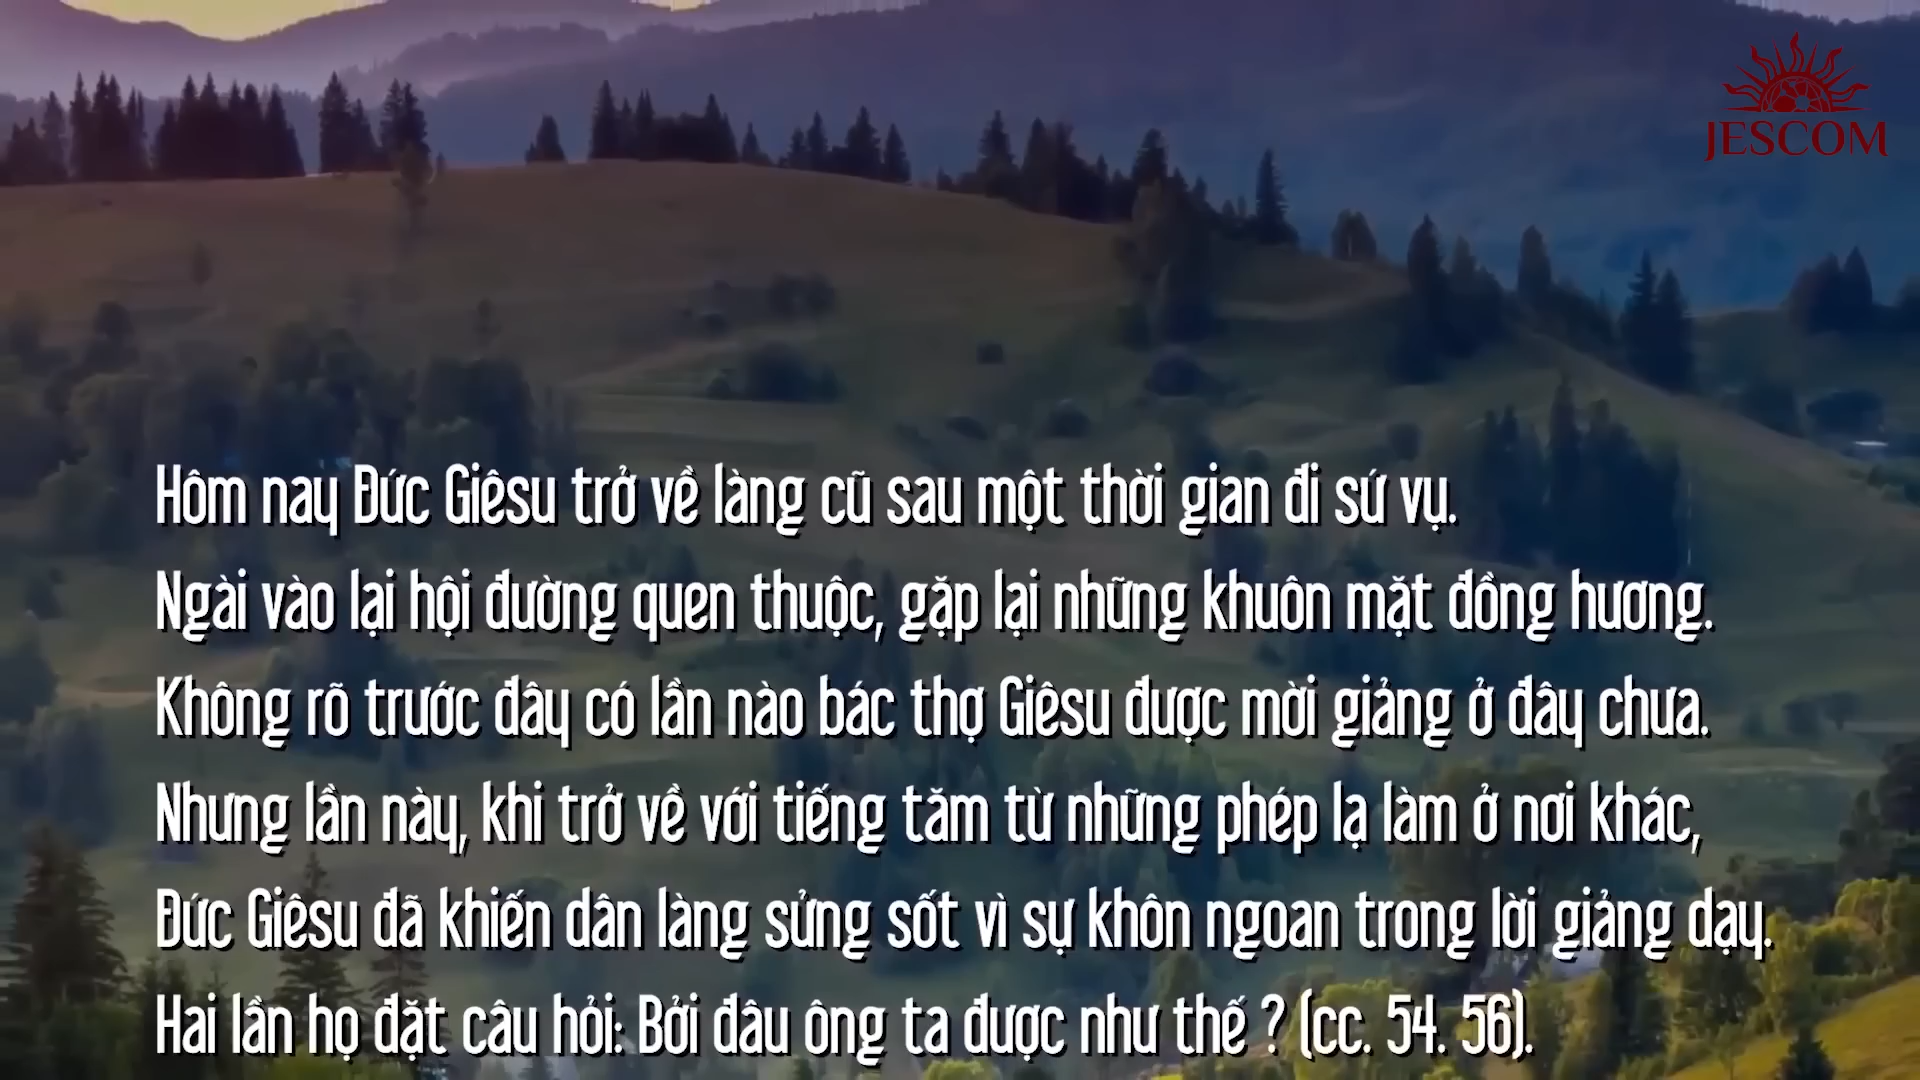 JESCOM
Hôm nay Đức Giêsu trở về làng cũ sau một thời gian đi sứ vụ.
Ngài vào lại hội đường quen thuộc, gặp lại những khuôn mặt đồng hương.
Không rõ trước đây có lần nào bác thợ Giêsu được mời giảng ở đây chưa.
Nhưng lần này, khi trở về với tiếng tăm từ những phép lạ làm ở nơi khác,
Đức Giêsu đã khiến dân làng sửng sốt vì sự khôn ngoan trong lời giảng dạy.
Hai lần họ đặt câu hỏi: Bởi đâu ông ta được như thế ? (cc. 54. 56).